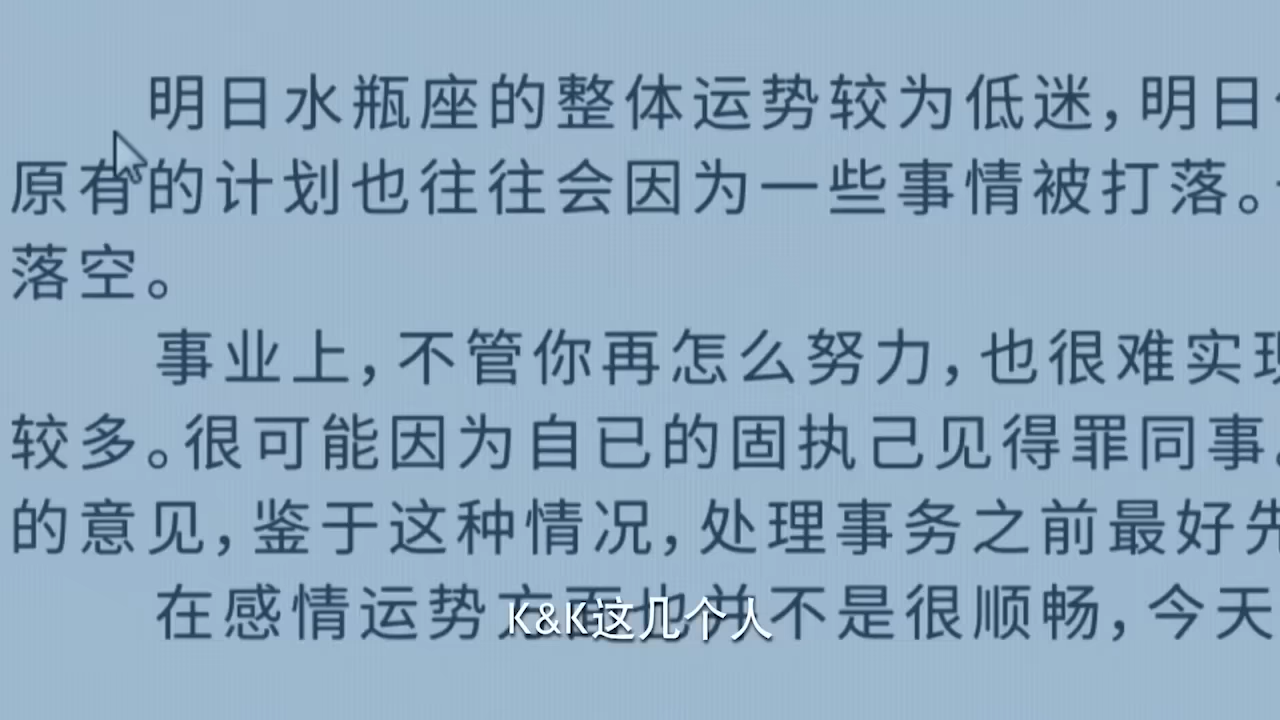 明日水瓶座的整体运势较为低迷，明日
原有的计划也往往会因为一些事情被打落。
落空。
事业上，不管你再怎么努力，也很难实现
较多。很可能因为自已的固执己见得罪同事
的意见，鉴于这种情况，处理事务之前最好先
在感情运势方面也并不是很顺畅，今天
K&K这几个人